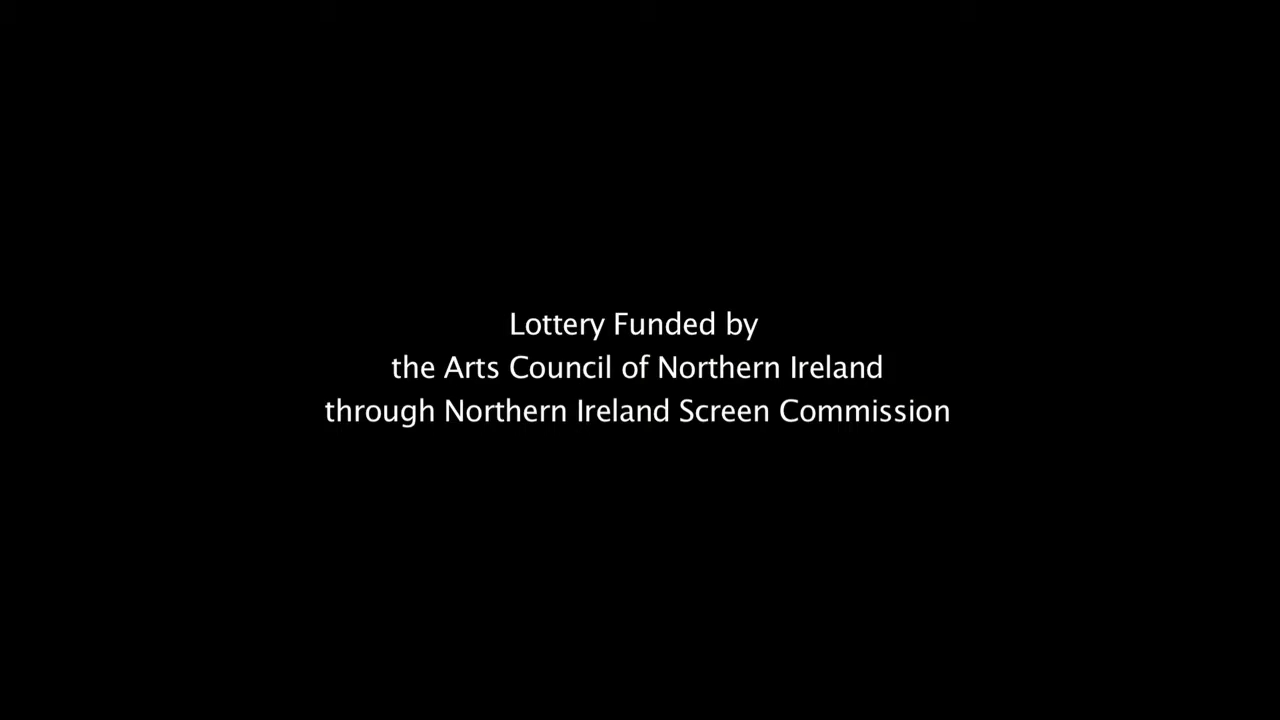 Lottery Funded by
the Arts Council of Northern Ireland
through Northern Ireland Screen Commission